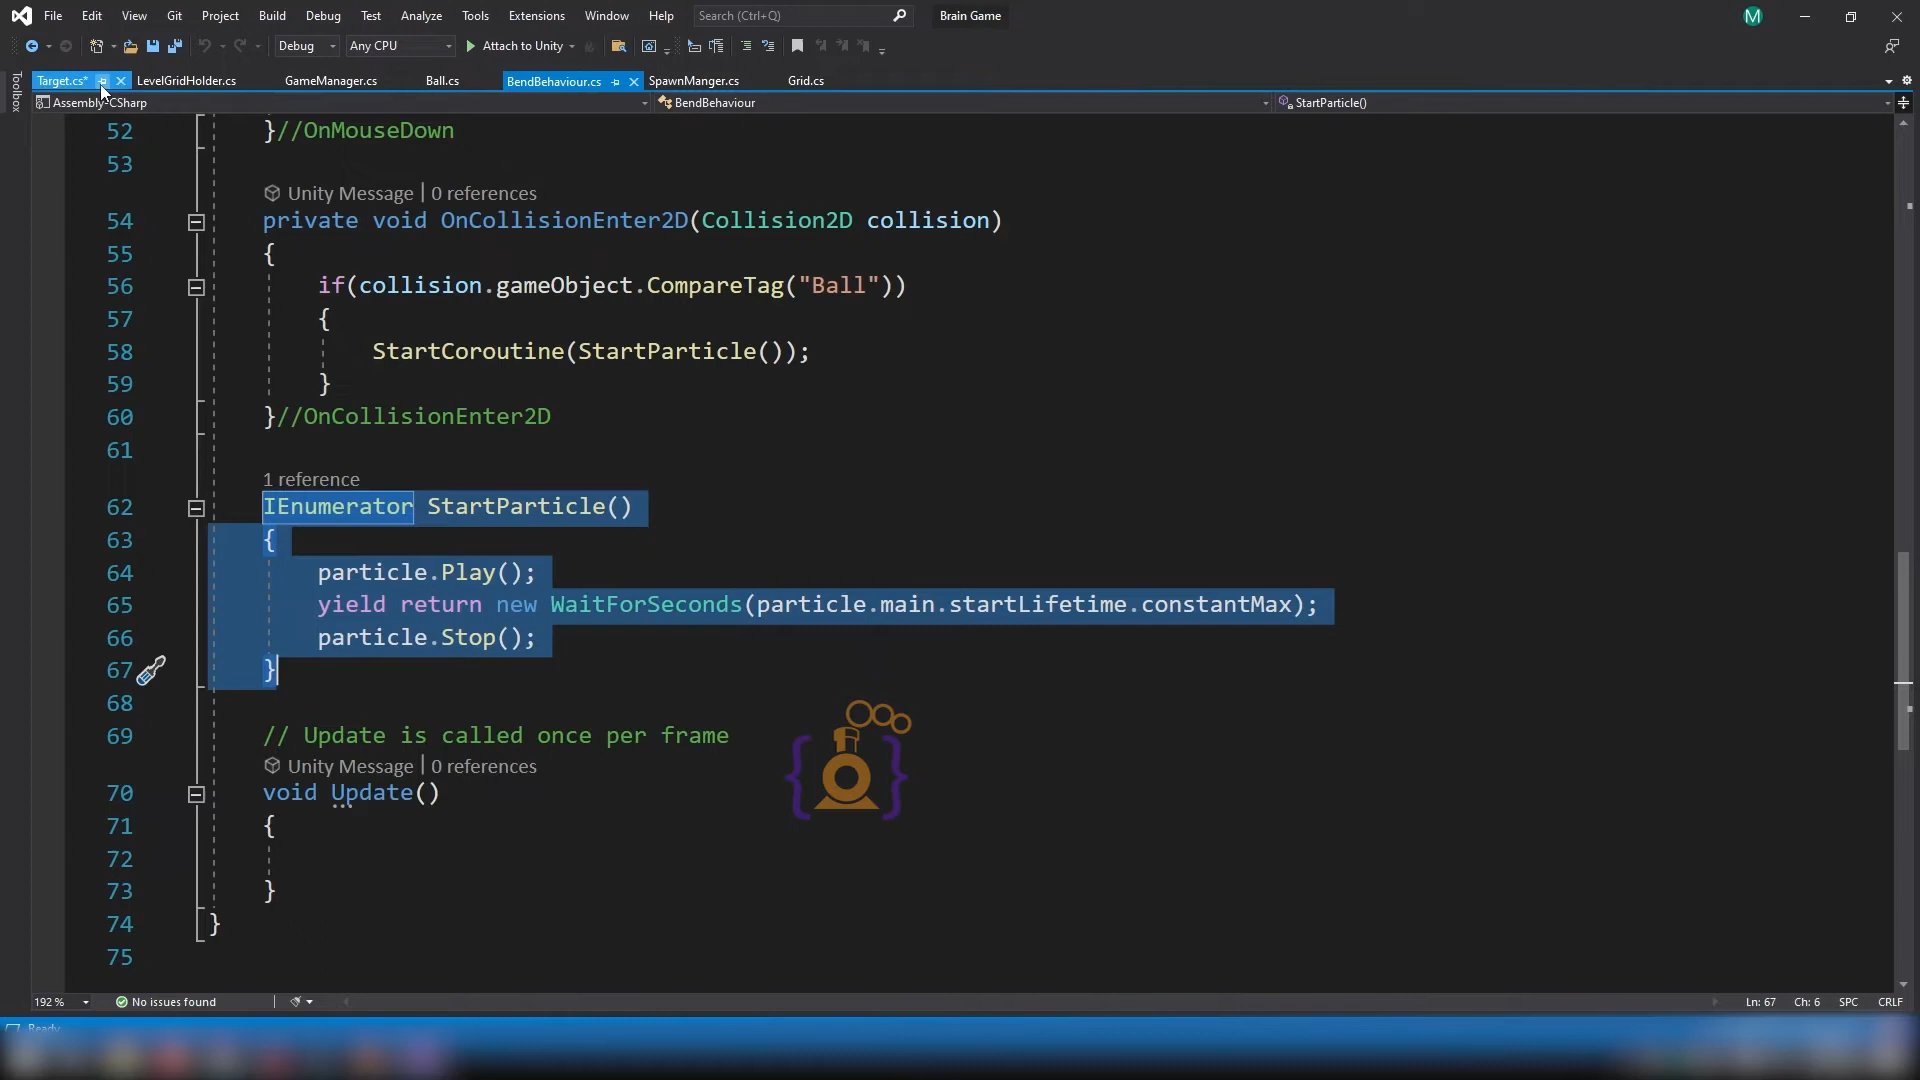 File Edit View Git Project Build Debug Test Analyze Tools Extensions Window Help Search (Ctrl+Q) Brain Game M
Debug Any CPU Attach to Unity
Toolbox
Target.cs* LevelGridHolder.cs GameManager.cs Ball.cs BendBehaviour.cs SpawnManger.cs Grid.cs
Assembly-CSharp BendBehaviour StartParticle()
52 }//OnMouseDown
53
Unity Message | 0 references
54 private void OnCollisionEnter2D(Collision2D collision)
55 {
56 if(collision.gameObject.CompareTag("Ball"))
57 {
58 StartCoroutine(StartParticle());
59 }
60 }//OnCollisionEnter2D
61
1 reference
62 IEnumerator StartParticle()
63 {
64 particle.Play();
65 yield return new WaitForSeconds(particle.main.startLifetime.constantMax);
66 particle.Stop();
67 }
68
69 // Update is called once per frame
Unity Message | 0 references
70 void Update()
71 {
72
73 }
74 }
75
192 % No issues found Ln: 67 Ch: 6 SPC CRLF
Ready